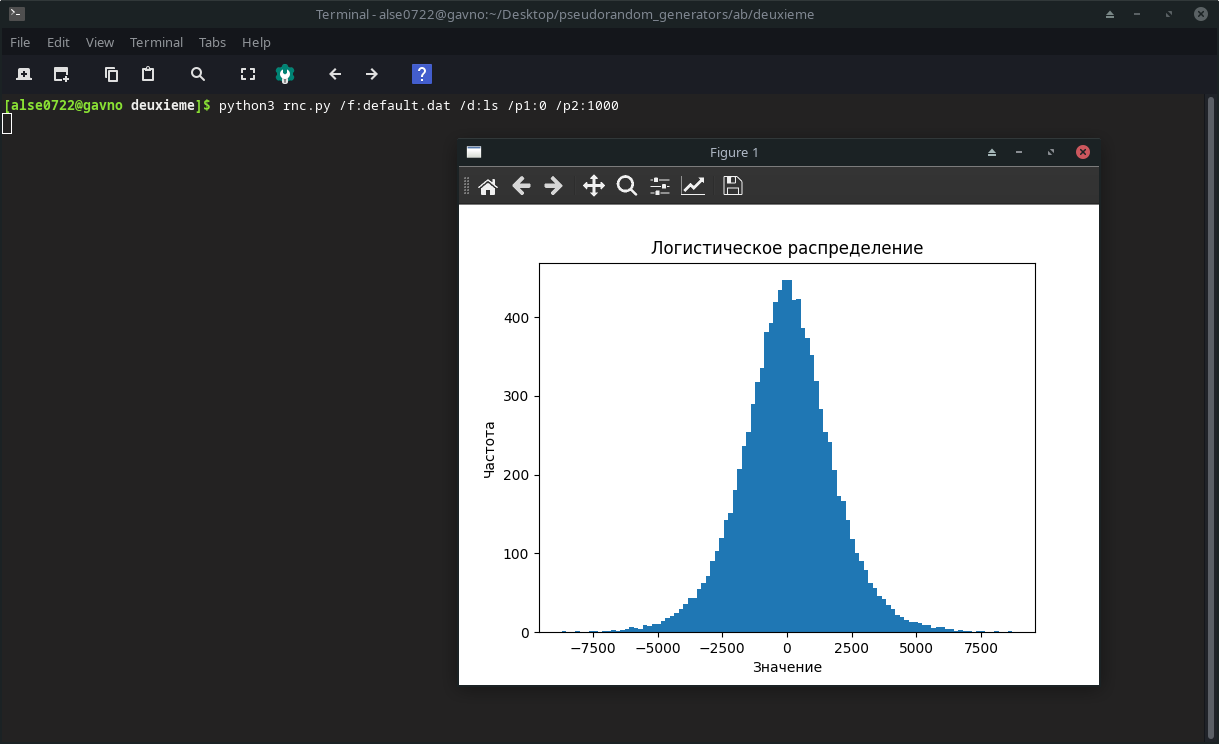 Terminal - alse0722@gavno:~/Desktop/pseudorandom_generators/ab/deuxieme
File Edit View Terminal Tabs Help
?
[alse0722@gavno deuxieme]$ python3 rnc.py /f:default.dat /d:ls /p1:0 /p2:1000
Figure 1
Логистическое распределение
400
300
200
100
0
Частота
−7500 −5000 −2500 0 2500 5000 7500
Значение